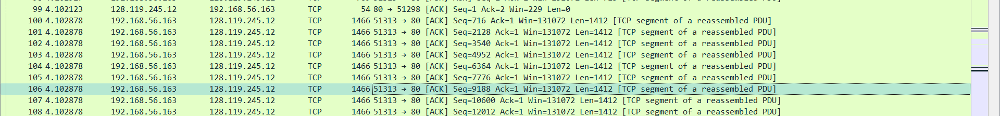 99 4.102123 128.119.245.12 192.168.56.163 TCP 54 80 → 51298 [ACK] Seq=1 Ack=2 Win=229 Len=0
100 4.102878 192.168.56.163 128.119.245.12 TCP 1466 51313 → 80 [ACK] Seq=716 Ack=1 Win=131072 Len=1412 [TCP segment of a reassembled PDU]
101 4.102878 192.168.56.163 128.119.245.12 TCP 1466 51313 → 80 [ACK] Seq=2128 Ack=1 Win=131072 Len=1412 [TCP segment of a reassembled PDU]
102 4.102878 192.168.56.163 128.119.245.12 TCP 1466 51313 → 80 [ACK] Seq=3540 Ack=1 Win=131072 Len=1412 [TCP segment of a reassembled PDU]
103 4.102878 192.168.56.163 128.119.245.12 TCP 1466 51313 → 80 [ACK] Seq=4952 Ack=1 Win=131072 Len=1412 [TCP segment of a reassembled PDU]
104 4.102878 192.168.56.163 128.119.245.12 TCP 1466 51313 → 80 [ACK] Seq=6364 Ack=1 Win=131072 Len=1412 [TCP segment of a reassembled PDU]
105 4.102878 192.168.56.163 128.119.245.12 TCP 1466 51313 → 80 [ACK] Seq=7776 Ack=1 Win=131072 Len=1412 [TCP segment of a reassembled PDU]
106 4.102878 192.168.56.163 128.119.245.12 TCP 1466 51313 → 80 [ACK] Seq=9188 Ack=1 Win=131072 Len=1412 [TCP segment of a reassembled PDU]
107 4.102878 192.168.56.163 128.119.245.12 TCP 1466 51313 → 80 [ACK] Seq=10600 Ack=1 Win=131072 Len=1412 [TCP segment of a reassembled PDU]
108 4.102878 192.168.56.163 128.119.245.12 TCP 1466 51313 → 80 [ACK] Seq=12012 Ack=1 Win=131072 Len=1412 [TCP segment of a reassembled PDU]